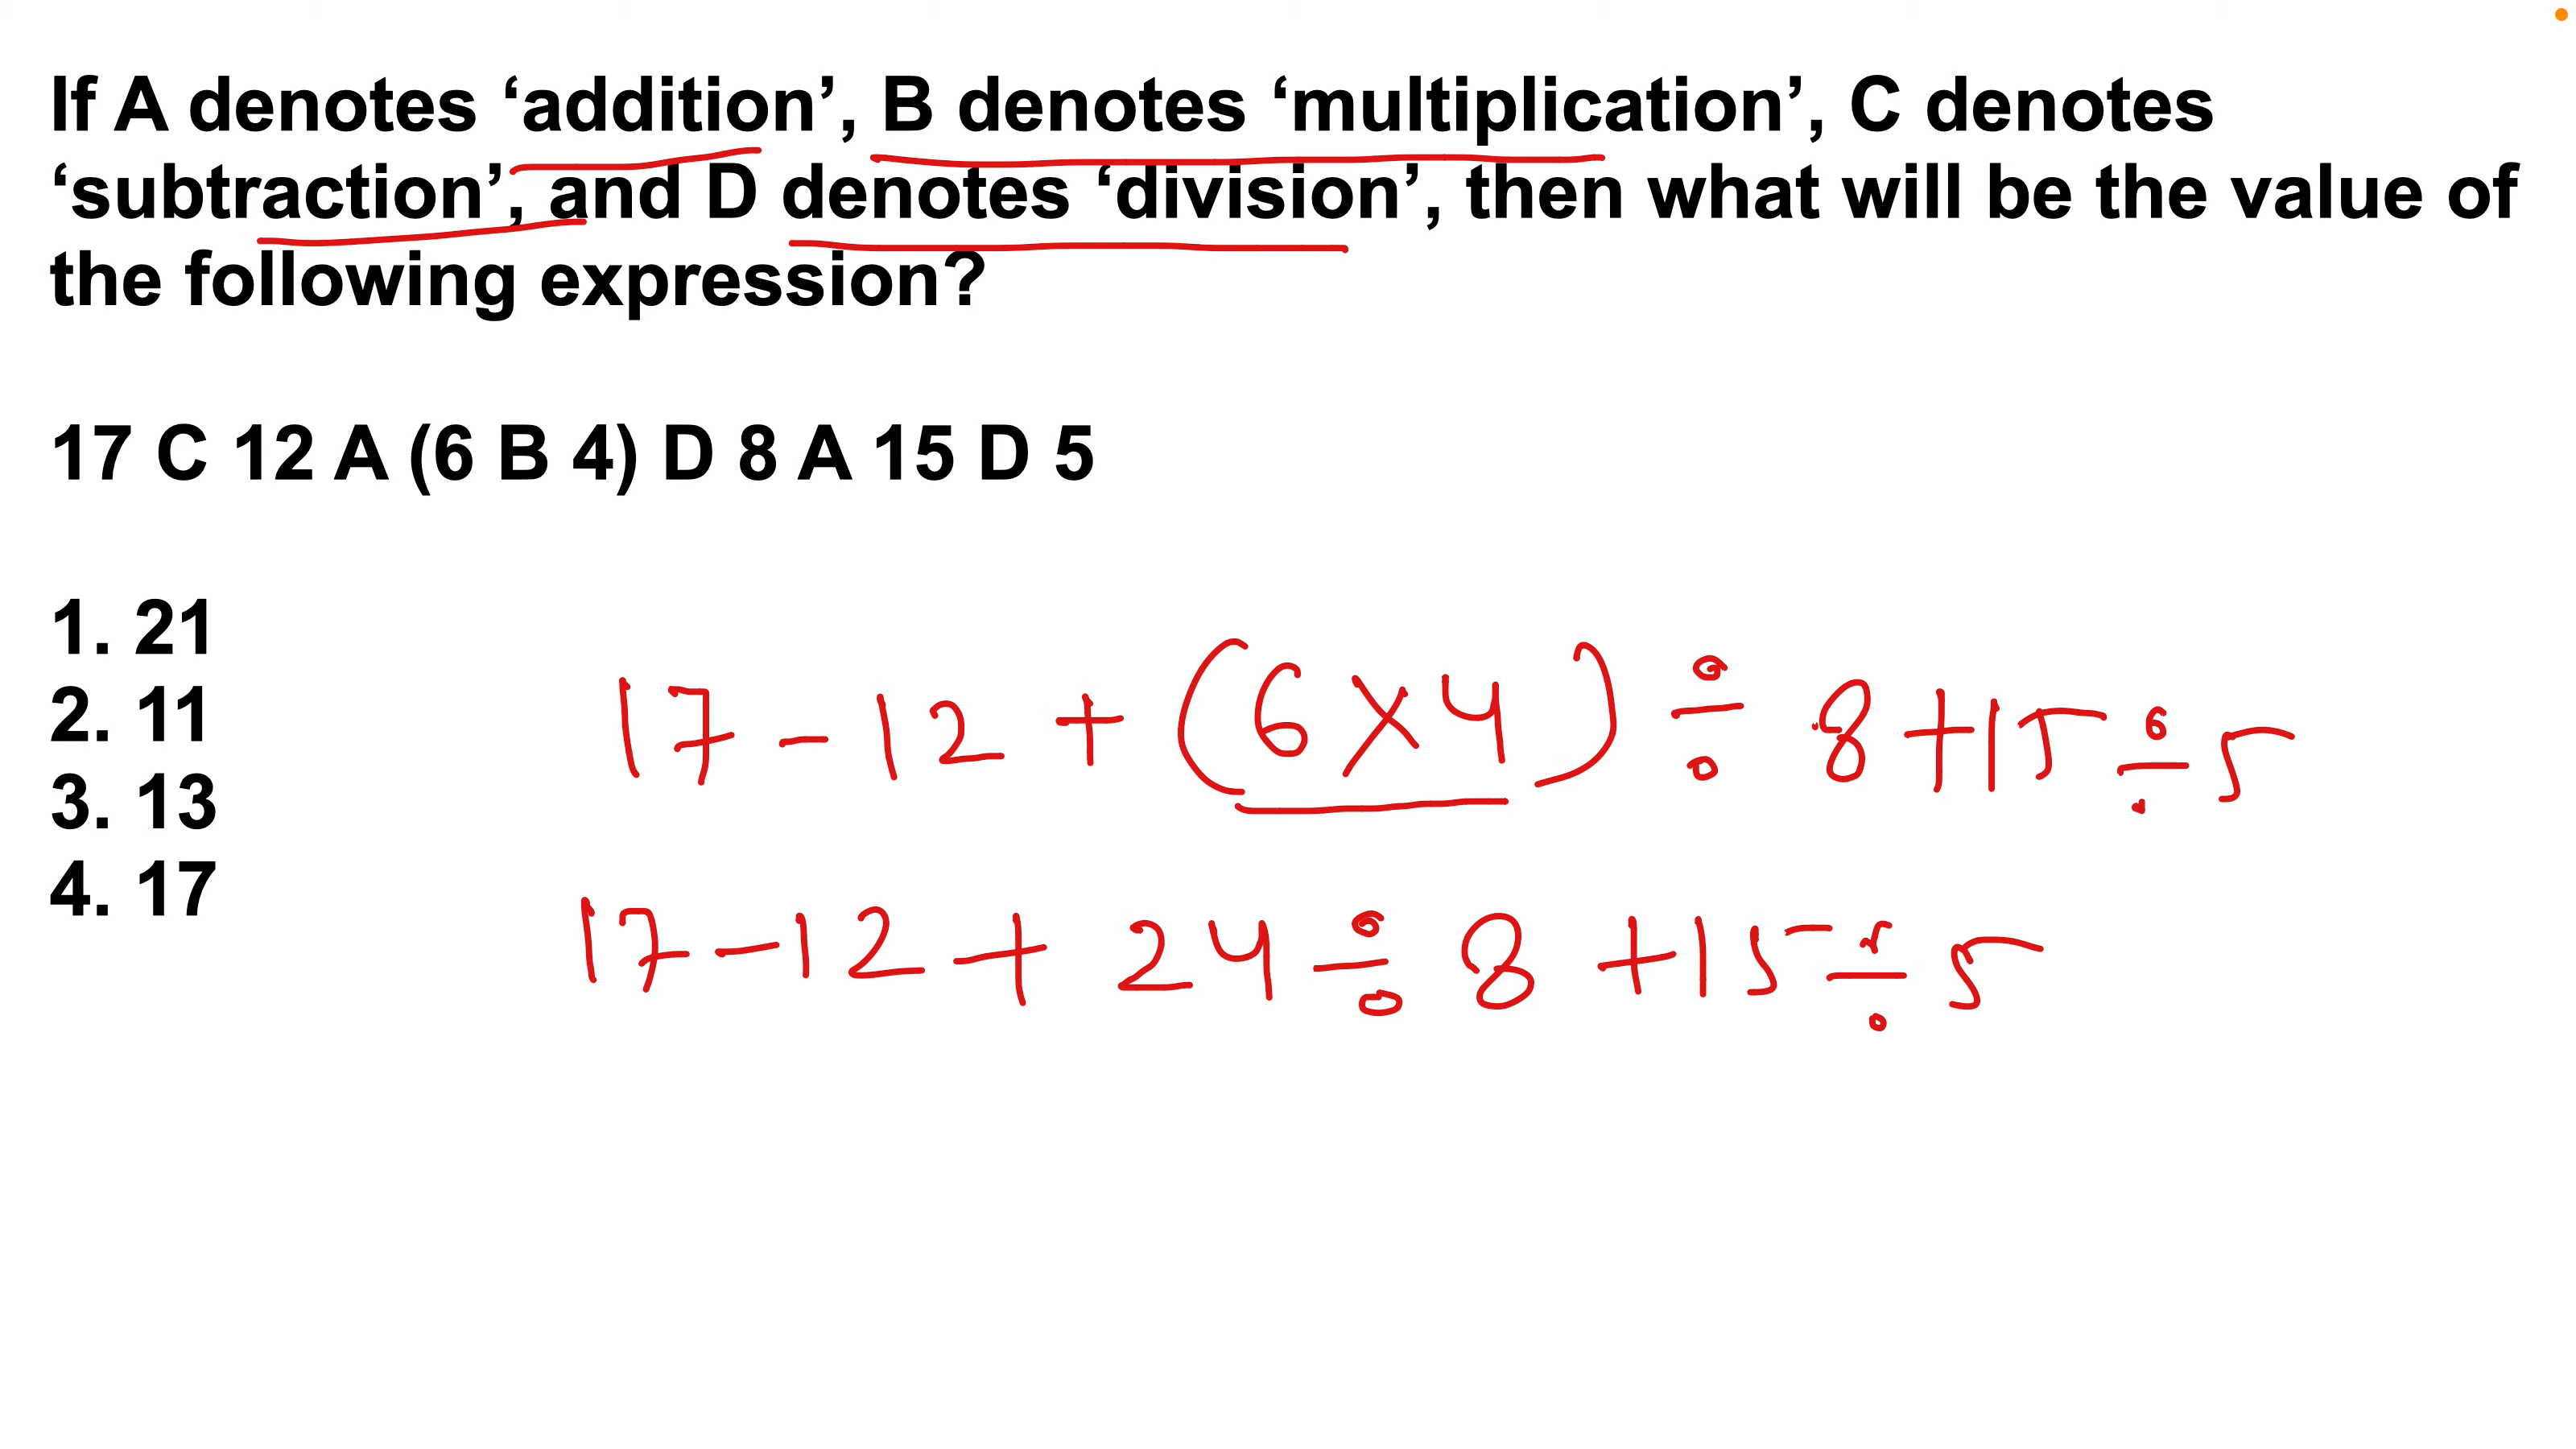 If A denotes ‘addition’, B denotes ‘multiplication’, C denotes
‘subtraction’, and D denotes ‘division’, then what will be the value of
the following expression?
17 C 12 A (6 B 4) D 8 A 15 D 5
1. 21
2. 11
3. 13
4. 17
17 - 12 + (6 × 4) ÷ 8 + 15 ÷ 5
17 - 12 + 24 ÷ 8 + 15 ÷ 5